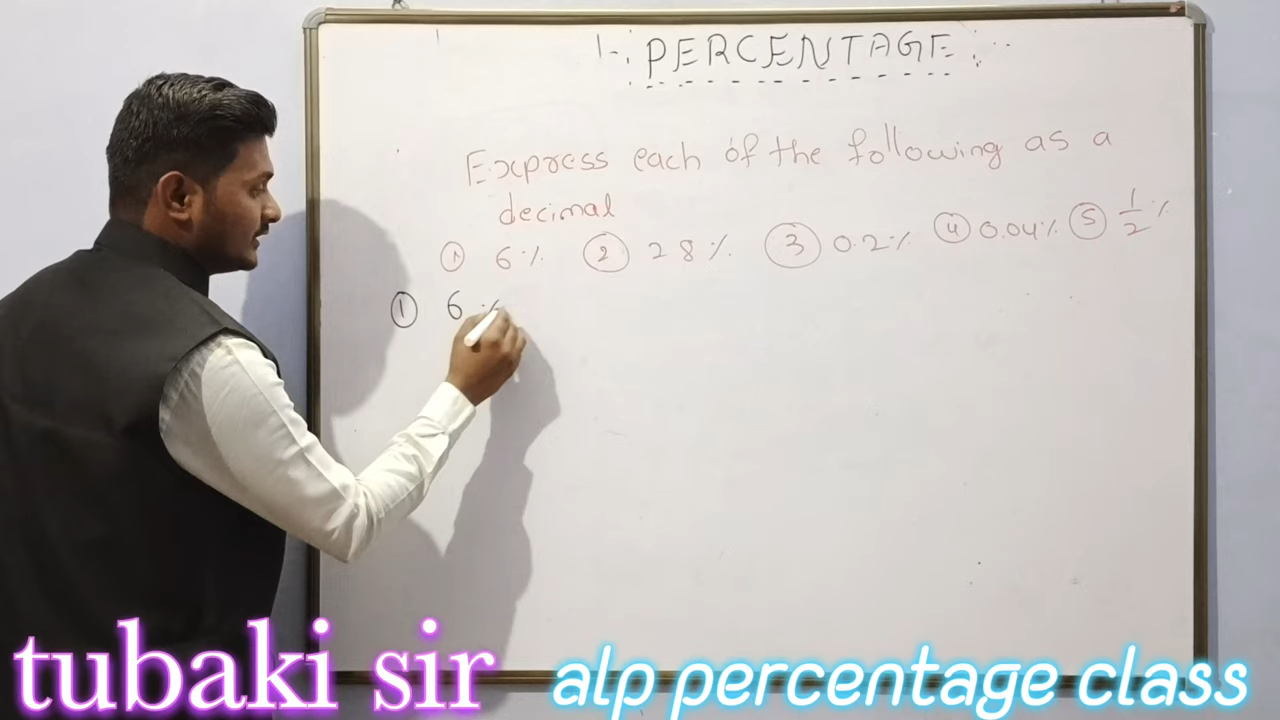 PERCENTAGE
Express each of the following as a
decimal
① 6% ② 28% ③ 0.2% ④ 0.04% ⑤ 1/2%
① 6%
tubaki sir alp percentage class